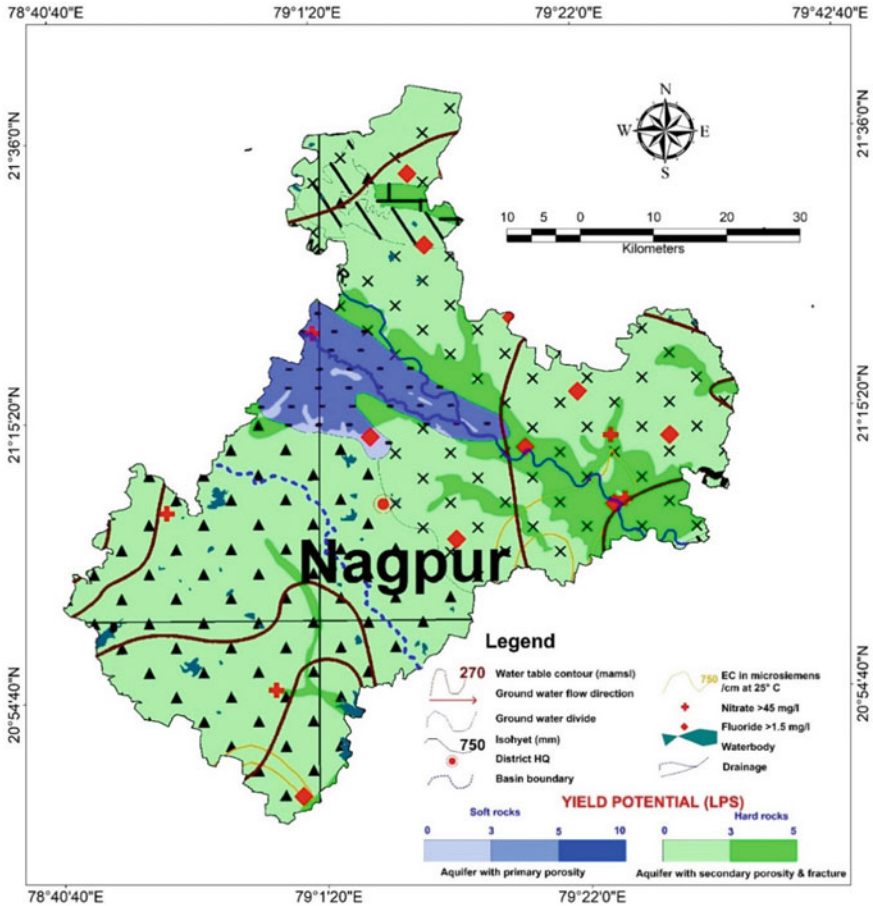 78°40'40"E 79°1'20"E 79°22'0"E 79°42'40"E
21°36'0"N 21°36'0"N
N
W E
S
10 5 0 10 20 30
Kilometers
21°15'20"N 21°15'20"N
Nagpur
20°54'40"N 20°54'40"N
Legend
270 Water table contour (mamsl)
Ground water flow direction
Ground water divide
750 Isohyet (mm)
District HQ
Basin boundary
750 EC in microsiemens
/cm at 25° C
Nitrate >45 mg/l
Fluoride >1.5 mg/l
Waterbody
Drainage
YIELD POTENTIAL (LPS)
Soft rocks Hard rocks
0 3 5 10 0 3 5
Aquifer with primary porosity Aquifer with secondary porosity & fracture
78°40'40"E 79°1'20"E 79°22'0"E